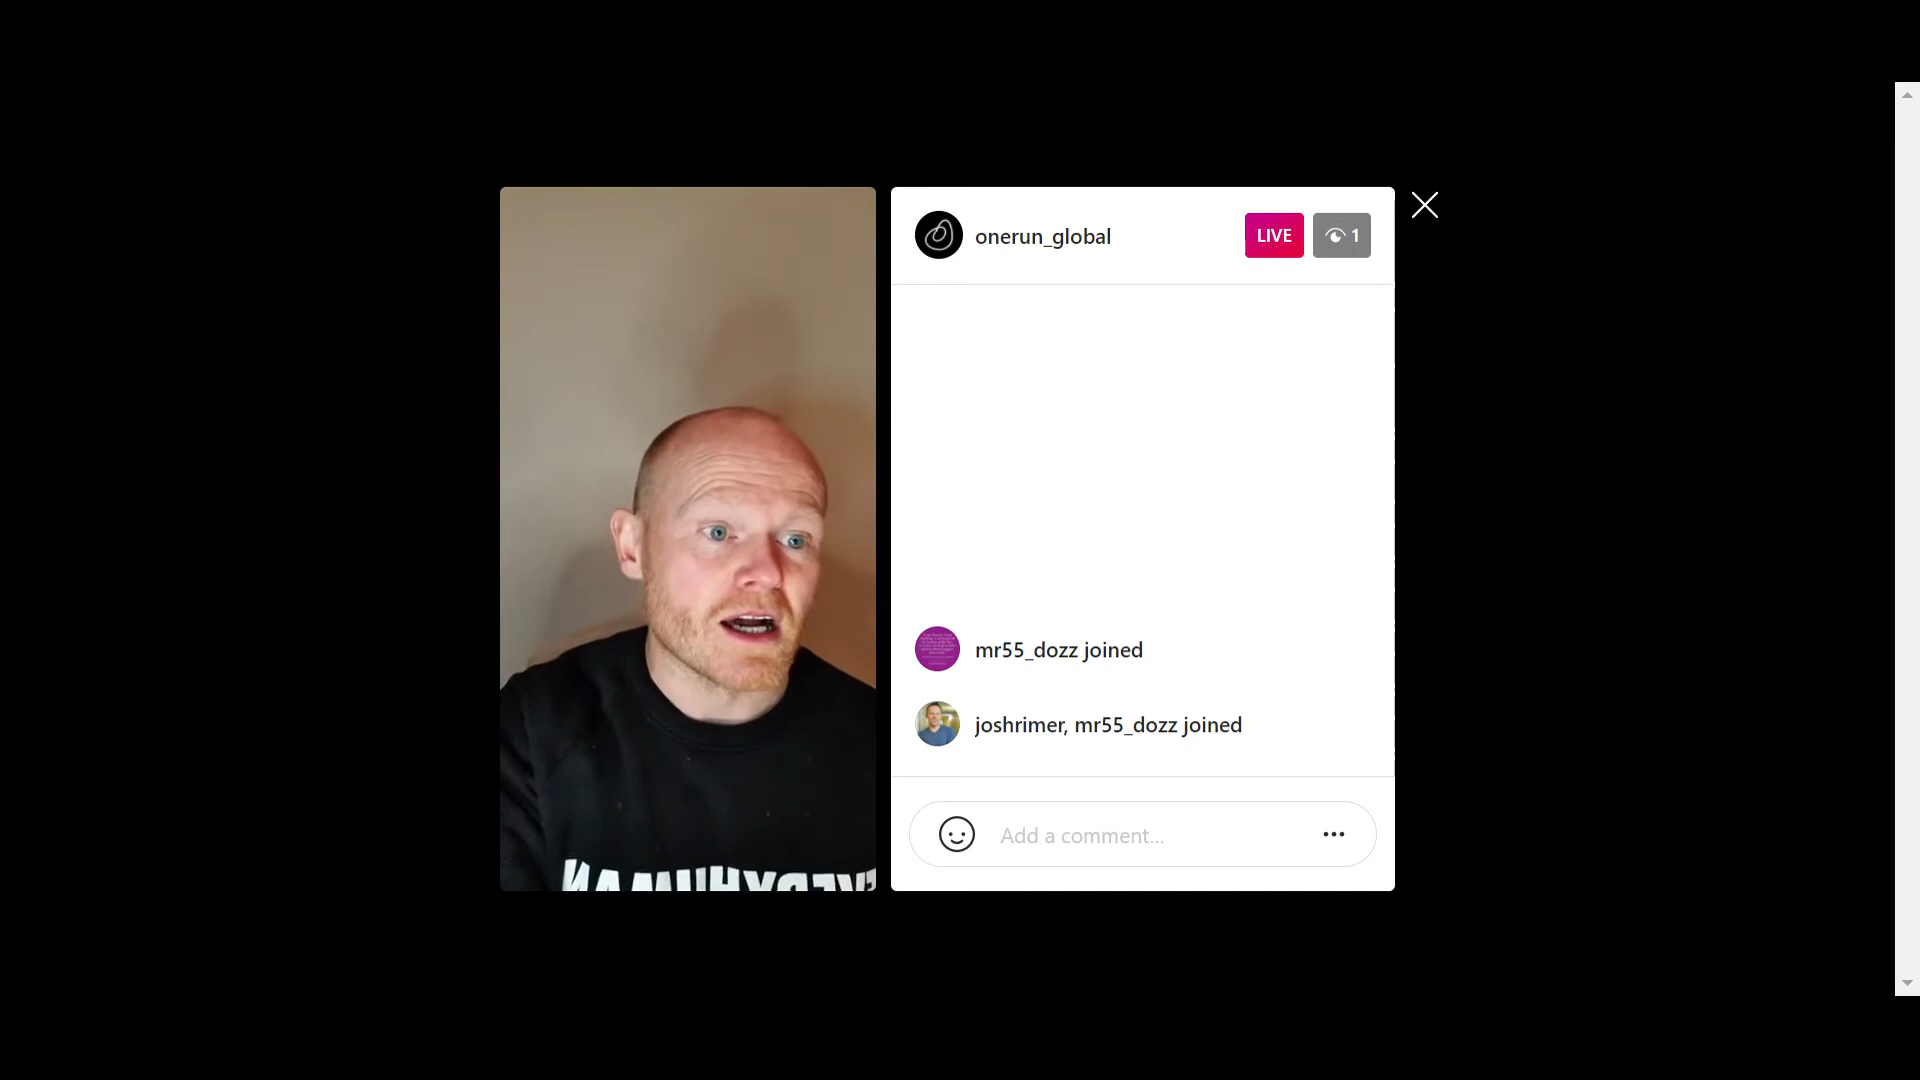 onerun_global
LIVE
1
mr55_dozz joined
joshrimer, mr55_dozz joined
Add a comment...